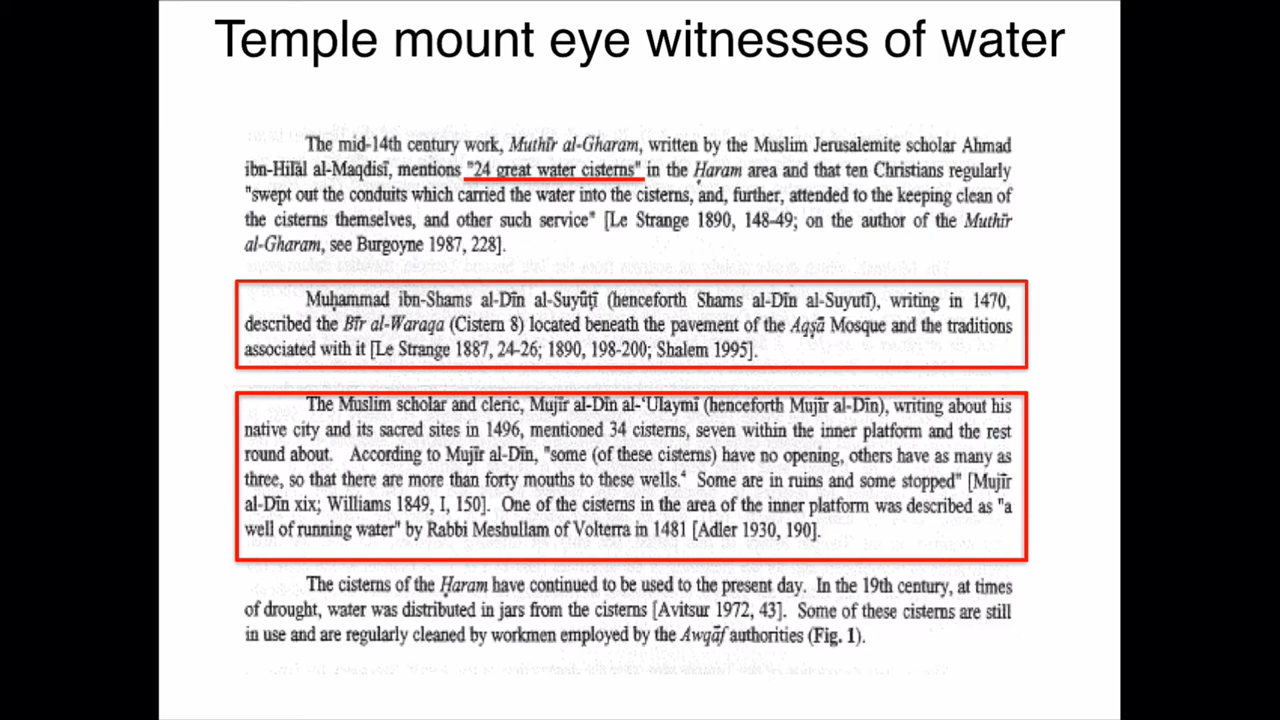 Temple mount eye witnesses of water
The mid-14th century work, Muthīr al-Gharam, written by the Muslim Jerusalemite scholar Ahmad
ibn-Hilāl al-Maqdisī, mentions "24 great water cisterns" in the Ḥaram area and that ten Christians regularly
"swept out the conduits which carried the water into the cisterns, and, further, attended to the keeping clean of
the cisterns themselves, and other such service" [Le Strange 1890, 148-49; on the author of the Muthīr
al-Gharam, see Burgoyne 1987, 228].
Muḥammad ibn-Shams al-Dīn al-Suyūṭī (henceforth Shams al-Dīn al-Suyutī), writing in 1470,
described the Bīr al-Waraqa (Cistern 8) located beneath the pavement of the Aqṣā Mosque and the traditions
associated with it [Le Strange 1887, 24-26; 1890, 198-200; Shalem 1995].
The Muslim scholar and cleric, Mujīr al-Dīn al-‘Ulaymī (henceforth Mujīr al-Dīn), writing about his
native city and its sacred sites in 1496, mentioned 34 cisterns, seven within the inner platform and the rest
round about. According to Mujīr al-Dīn, "some (of these cisterns) have no opening, others have as many as
three, so that there are more than forty mouths to these wells.⁴ Some are in ruins and some stopped" [Mujīr
al-Dīn xix; Williams 1849, I, 150]. One of the cisterns in the area of the inner platform was described as "a
well of running water" by Rabbi Meshullam of Volterra in 1481 [Adler 1930, 190].
The cisterns of the Ḥaram have continued to be used to the present day. In the 19th century, at times
of drought, water was distributed in jars from the cisterns [Avitsur 1972, 43]. Some of these cisterns are still
in use and are regularly cleaned by workmen employed by the Awqāf authorities (Fig. 1).